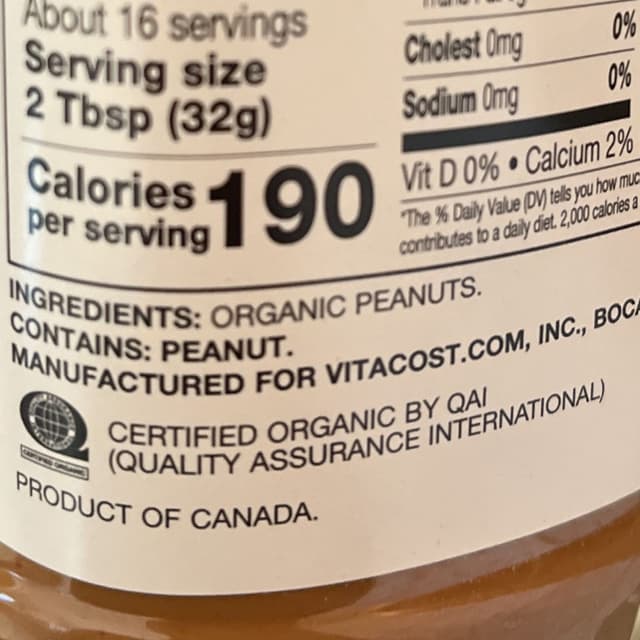 About 16 servings
Serving size
2 Tbsp (32g)
Calories
per serving
190
0%
Cholest 0mg
0%
Sodium 0mg
Vit D 0% • Calcium 2%
*The % Daily Value (DV) tells you how muc
contributes to a daily diet. 2,000 calories a
INGREDIENTS: ORGANIC PEANUTS.
CONTAINS: PEANUT.
MANUFACTURED FOR VITACOST.COM, INC., BOCA
CERTIFIED ORGANIC BY QAI
(QUALITY ASSURANCE INTERNATIONAL)
CERTIFIED ORGANIC
PRODUCT OF CANADA.